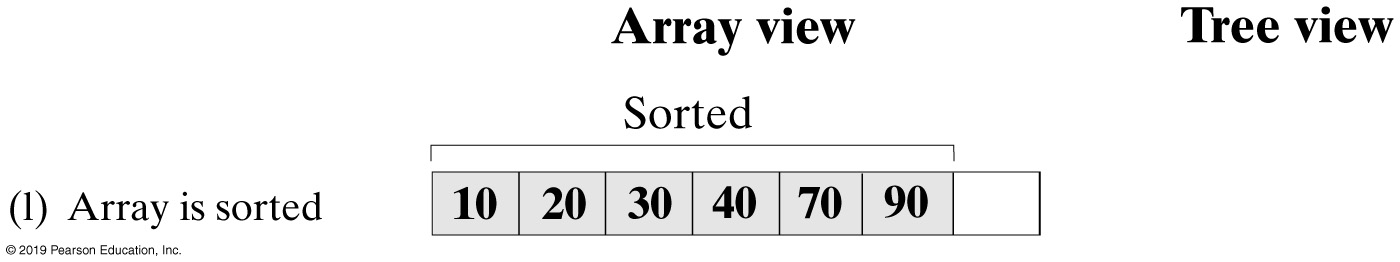 Array view Tree view
Sorted
(l) Array is sorted 10 20 30 40 70 90
© 2019 Pearson Education, Inc.